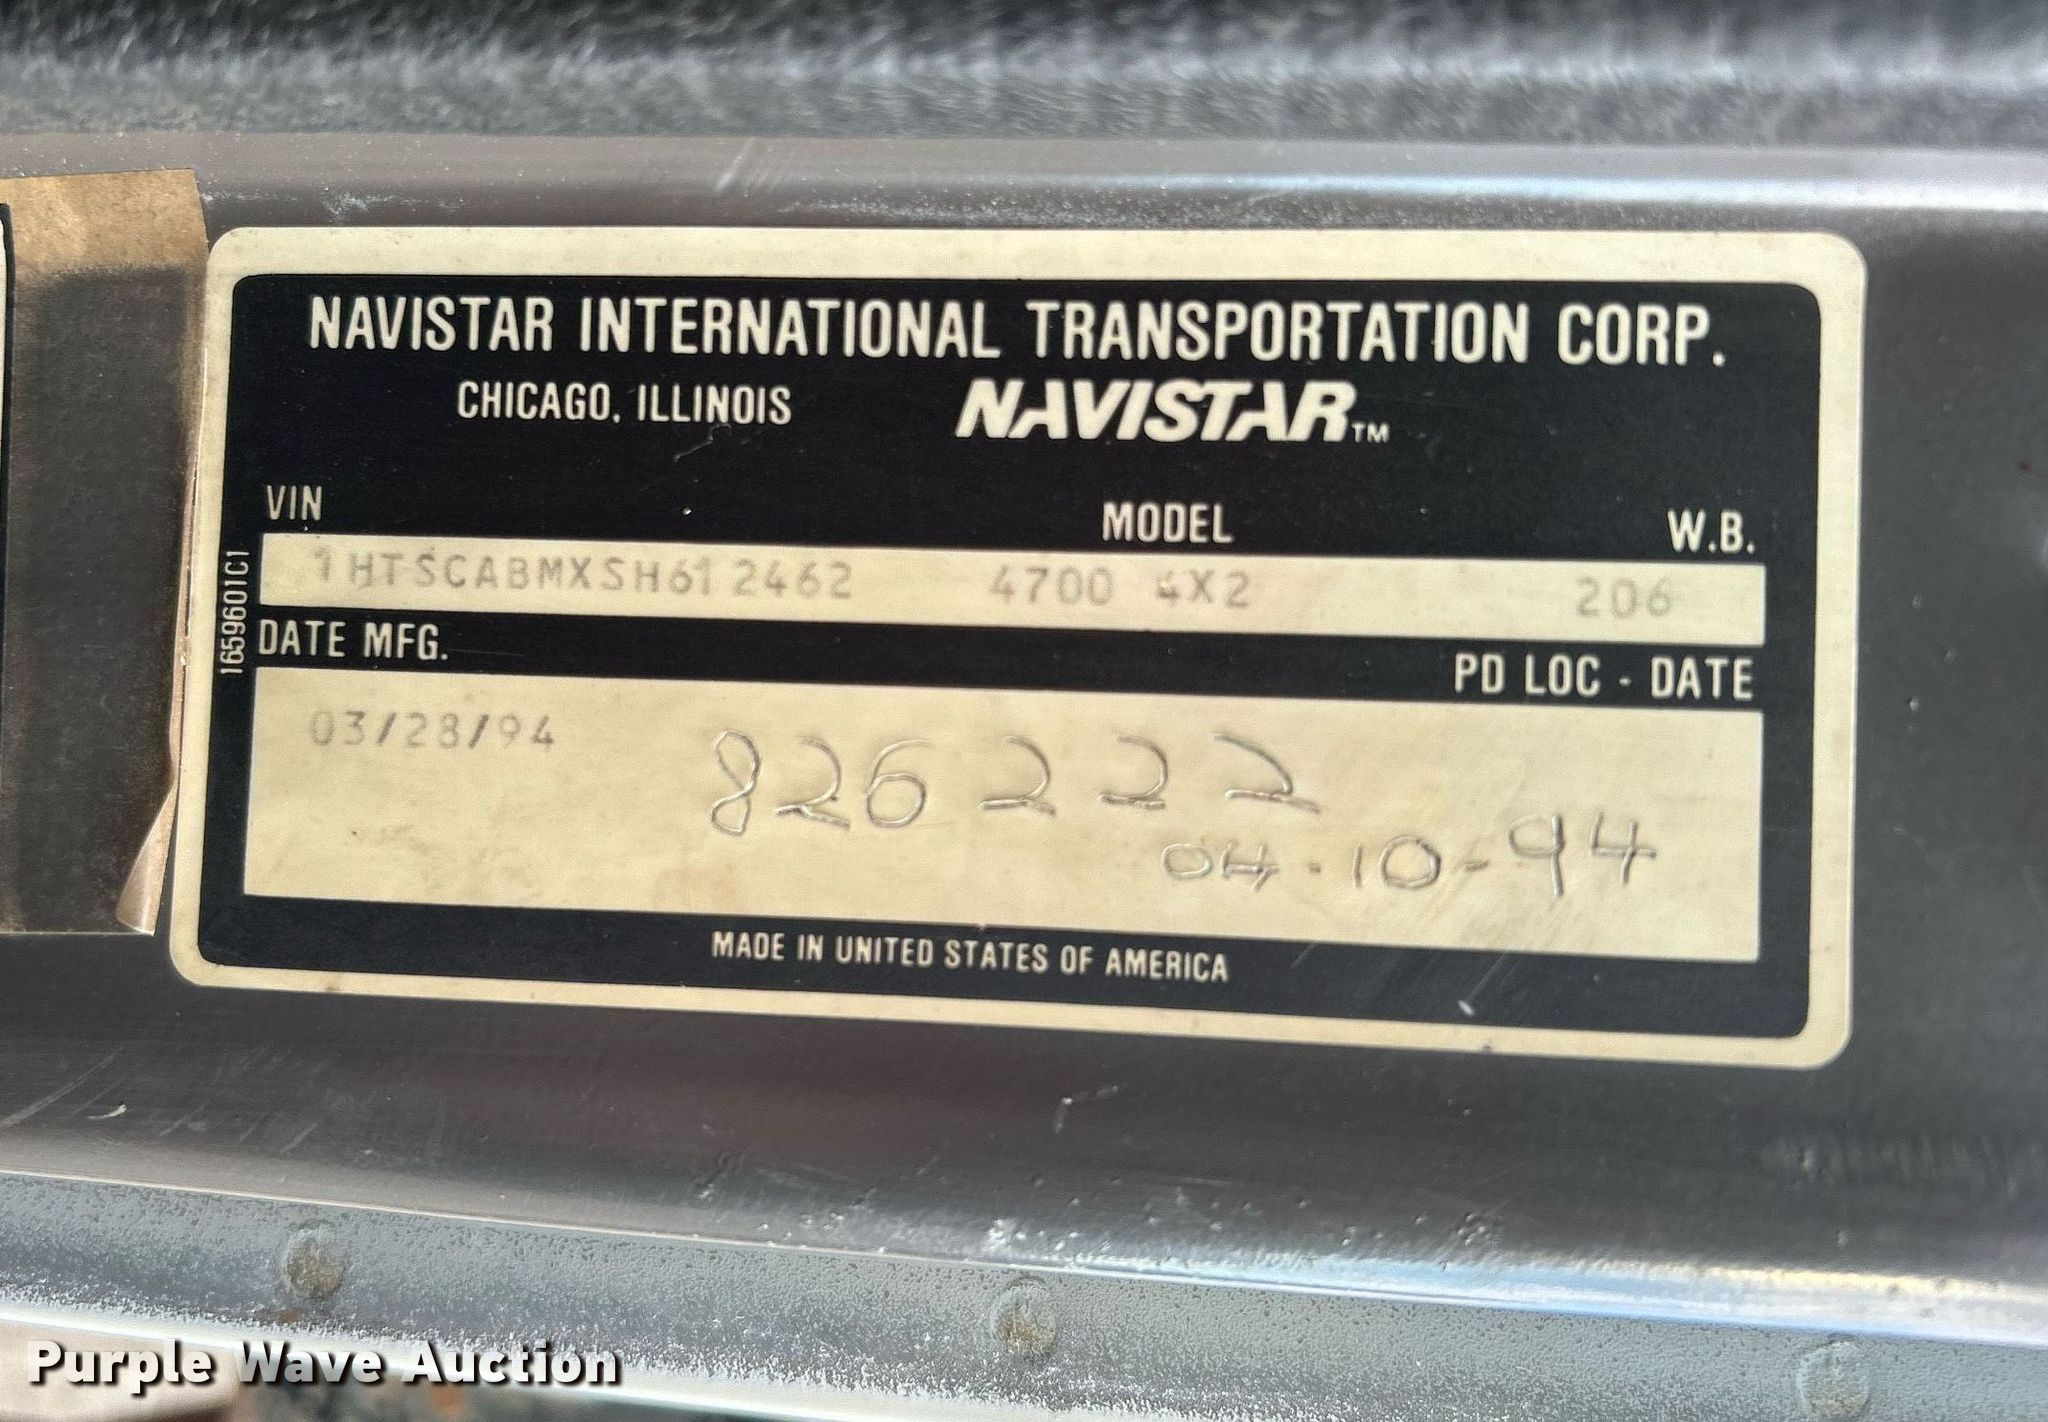 NAVISTAR INTERNATIONAL TRANSPORTATION CORP.
CHICAGO, ILLINOIS NAVISTAR™
VIN MODEL W.B.
1HTSCABMXSH612462 4700 4X2 206
1659601C1
DATE MFG. PD LOC - DATE
03/28/94 826222
04-10-94
MADE IN UNITED STATES OF AMERICA
Purple Wave Auction